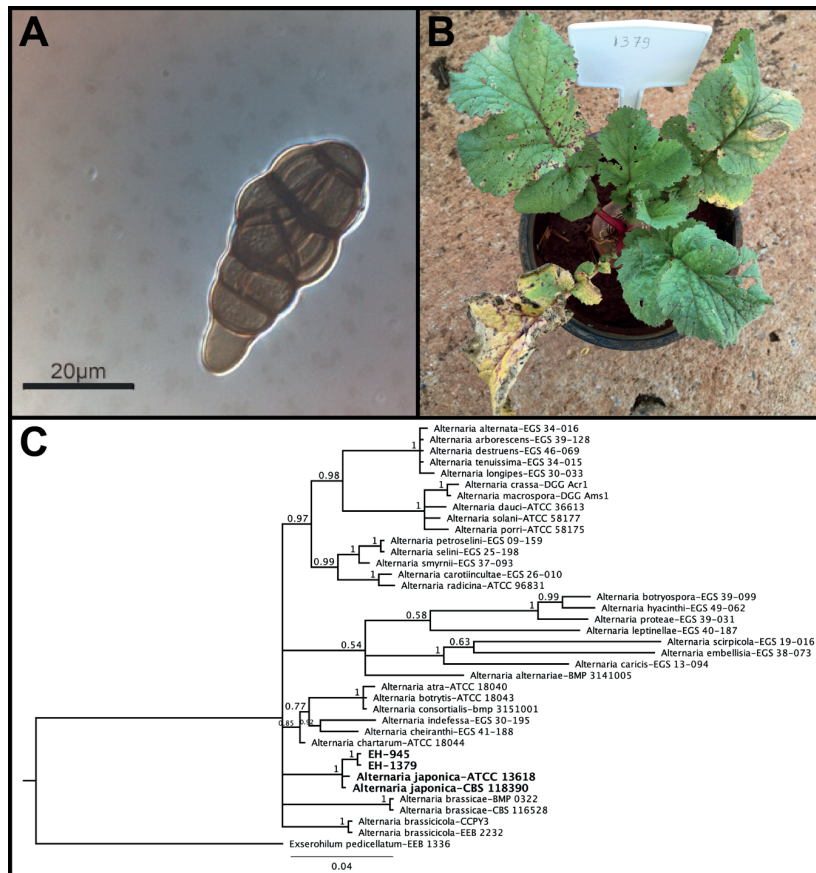 A
20µm
B
1379
C
Alternaria alternata-EGS 34-016
Alternaria arborescens-EGS 39-128
Alternaria destruens-EGS 46-069
Alternaria tenuissima-EGS 34-015
Alternaria longipes-EGS 30-033
Alternaria crassa-DGG Acr1
Alternaria macrospora-DGG Ams1
Alternaria dauci-ATCC 36613
Alternaria solani-ATCC 58177
Alternaria porri-ATCC 58175
Alternaria petroselini-EGS 09-159
Alternaria selini-EGS 25-198
Alternaria smyrnii-EGS 37-093
Alternaria carotiincultae-EGS 26-010
Alternaria radicina-ATCC 96831
Alternaria botryospora-EGS 39-099
Alternaria hyacinthi-EGS 49-062
Alternaria proteae-EGS 39-031
Alternaria leptinellae-EGS 40-187
Alternaria scirpicola-EGS 19-016
Alternaria embellisia-EGS 38-073
Alternaria caricis-EGS 13-094
Alternaria alternariae-BMP 3141005
Alternaria atra-ATCC 18040
Alternaria botrytis-ATCC 18043
Alternaria consortialis-bmp 3151001
Alternaria indefessa-EGS 30-195
Alternaria cheiranthi-EGS 41-188
Alternaria chartarum-ATCC 18044
EH-945
EH-1379
Alternaria japonica-ATCC 13618
Alternaria japonica-CBS 118390
Alternaria brassicae-BMP 0322
Alternaria brassicae-CBS 116528
Alternaria brassicicola-CCPY3
Alternaria brassicicola-EEB 2232
Exserohilum pedicellatum-EEB 1336
1
0.98
1
1
0.97
1
1
0.99
1
0.99
1
0.58
0.54
0.63
1
1
0.77
0.85
0.92
1
1
1
1
0.04